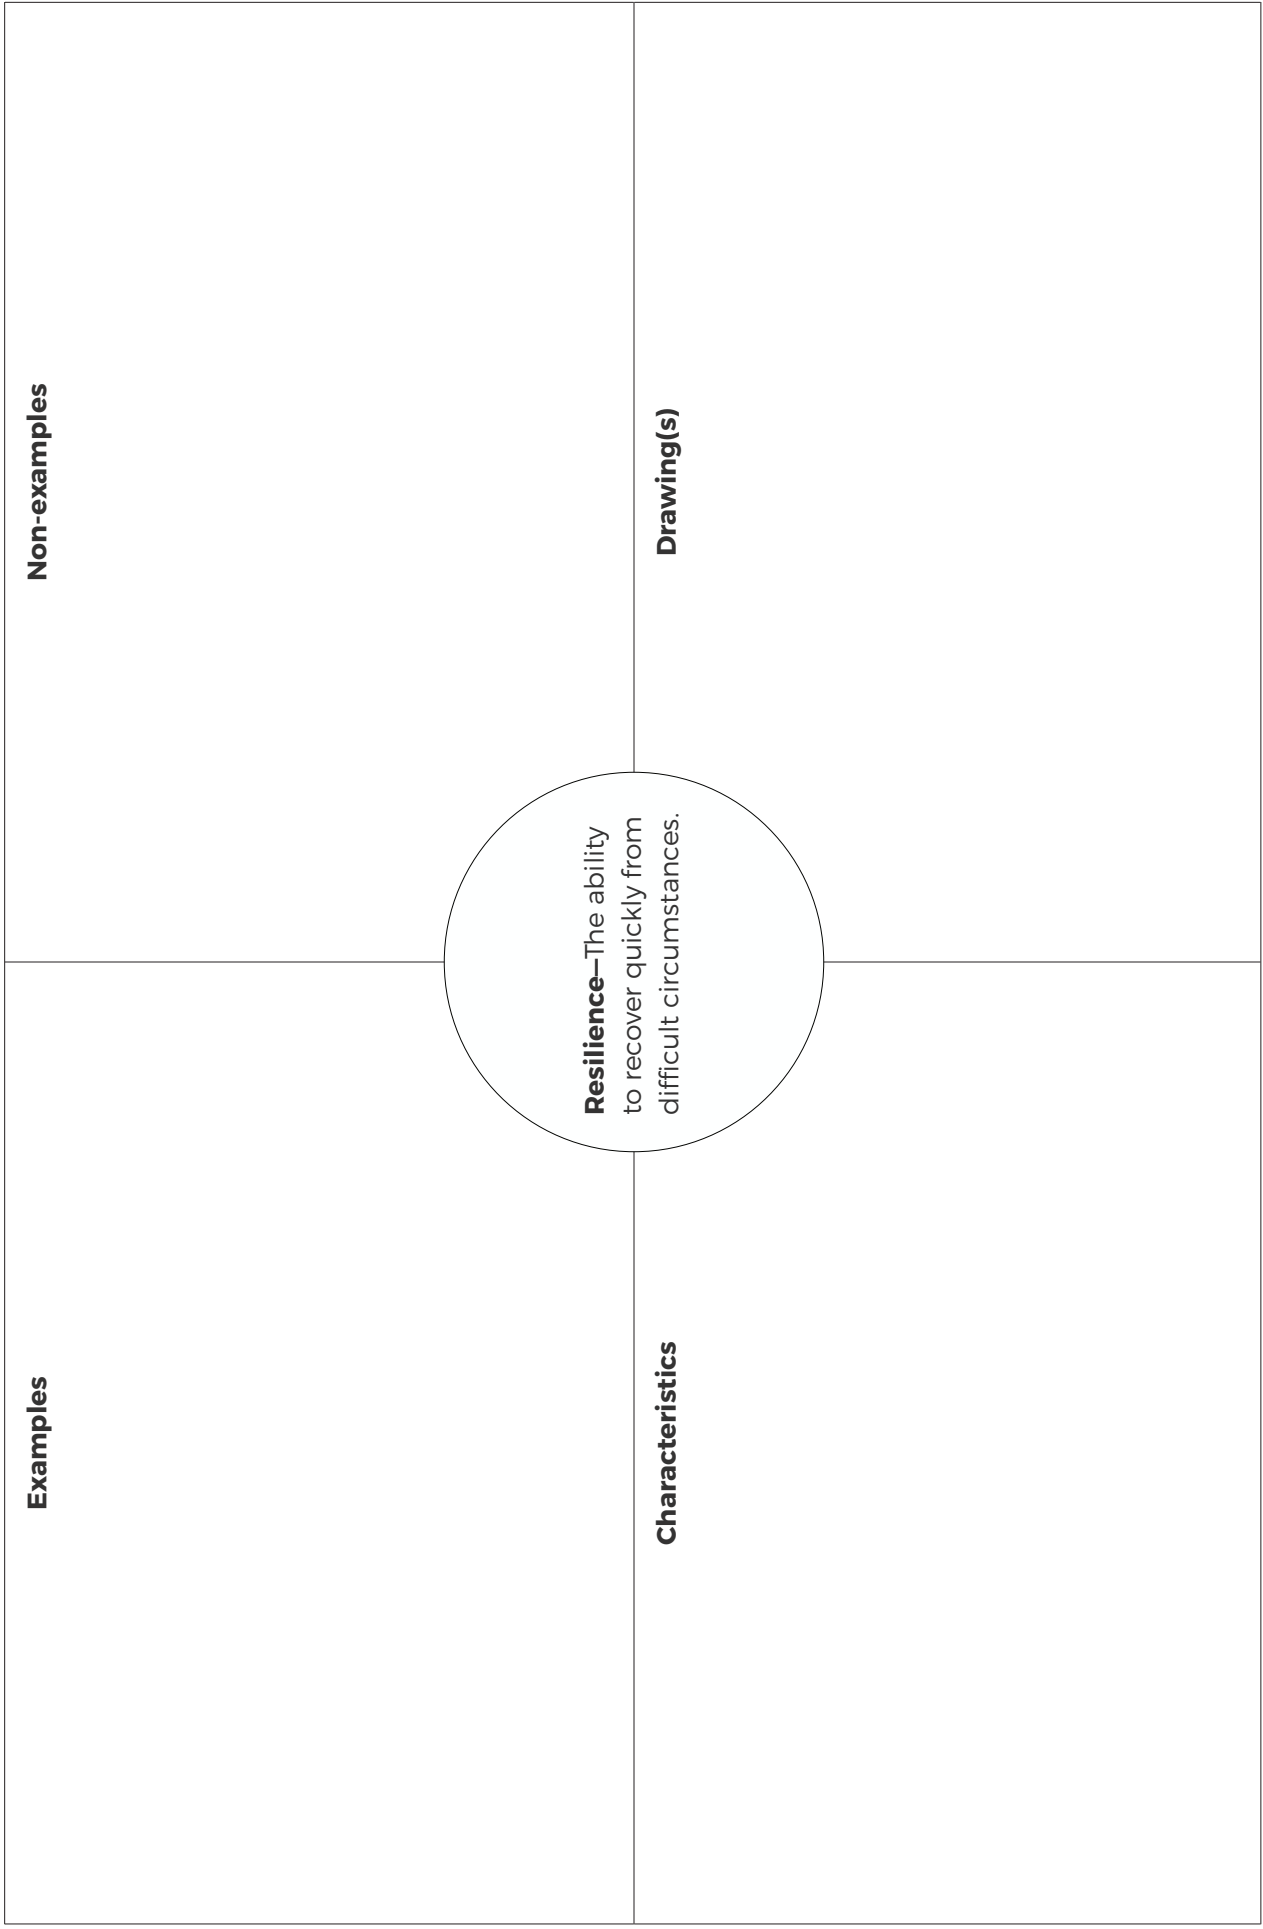 Examples
Non-examples
Resilience—The ability
to recover quickly from
difficult circumstances.
Characteristics
Drawing(s)